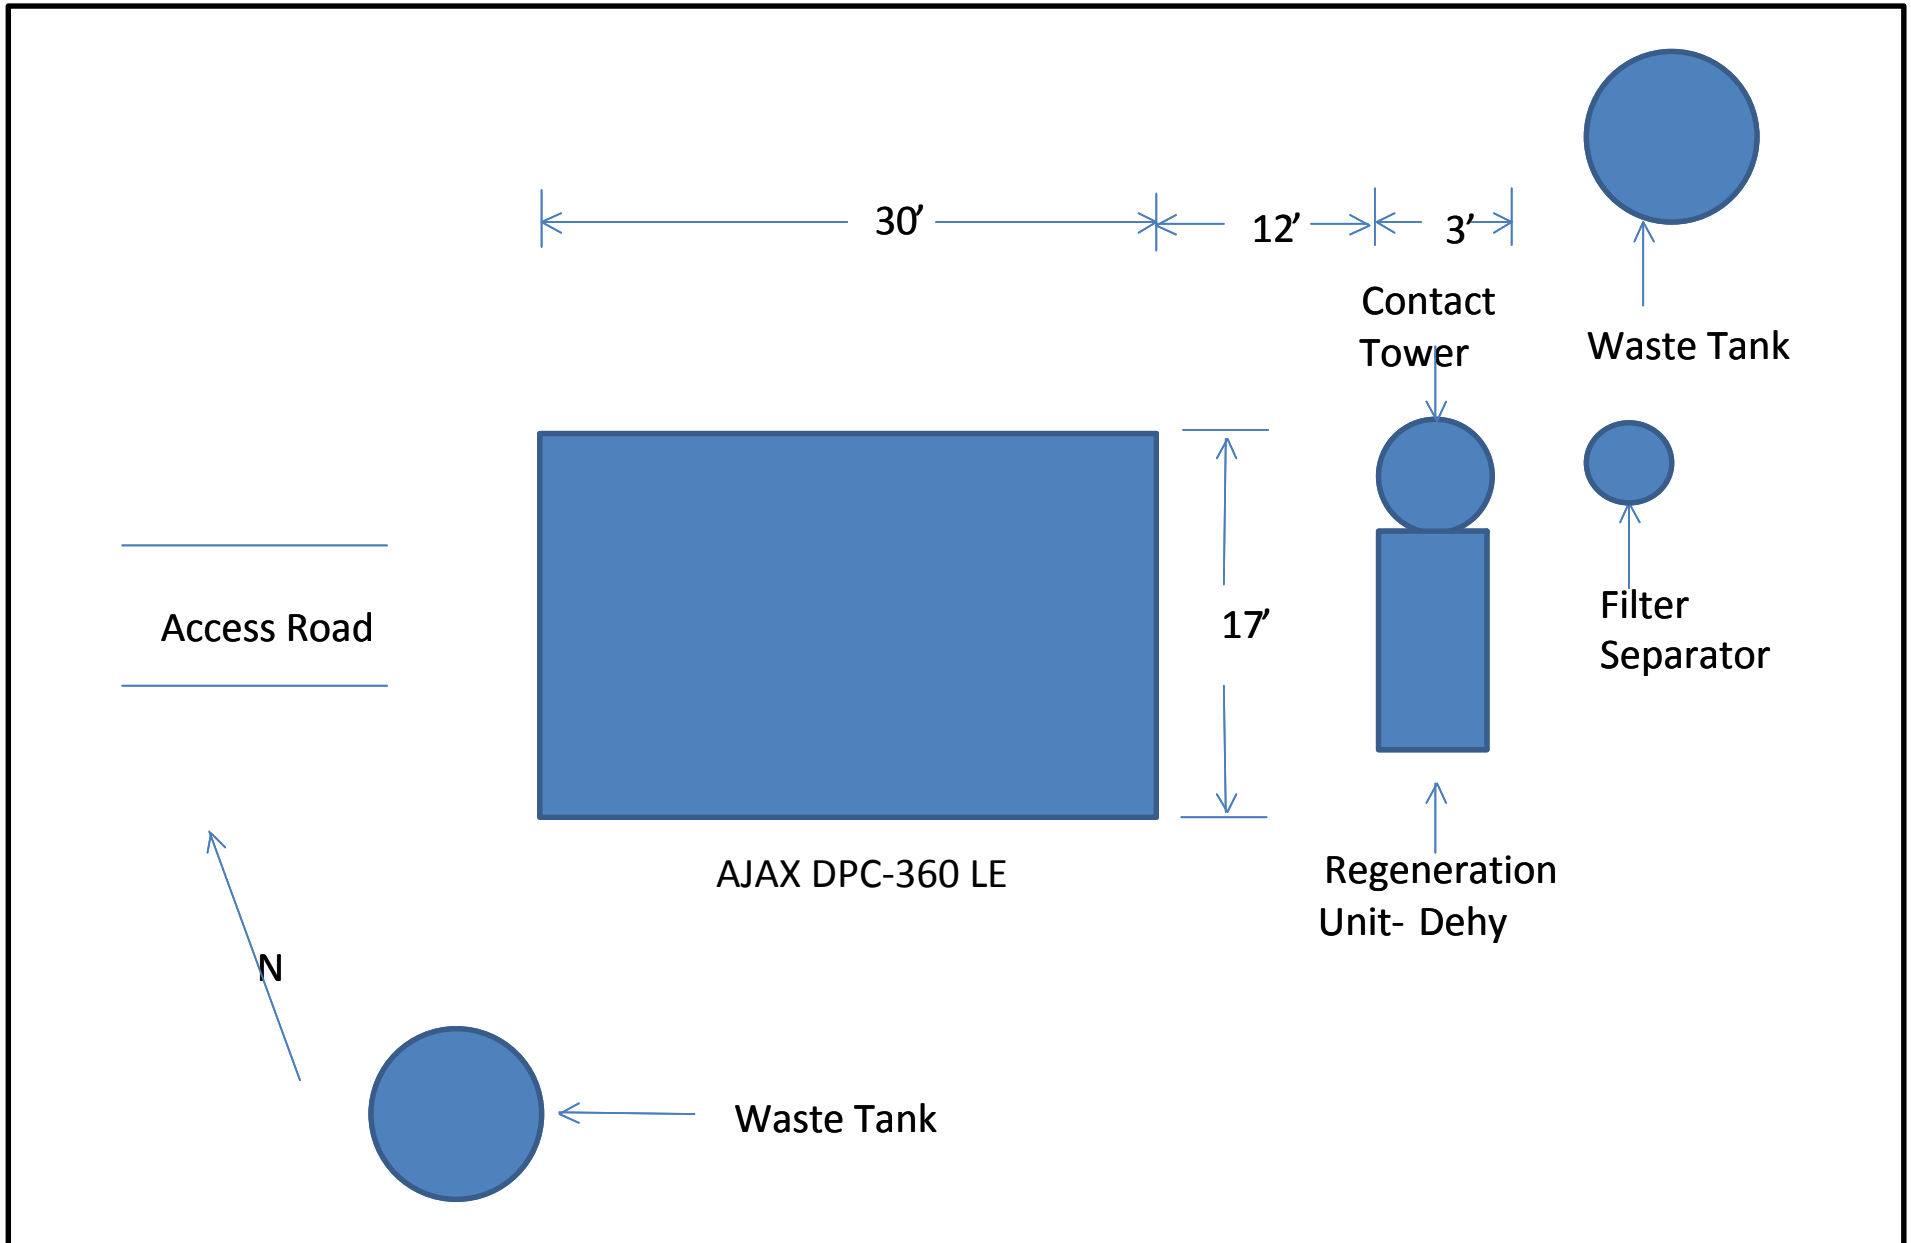 30’
12’
3’
Contact
Tower
Waste Tank
Access Road
17’
Filter
Separator
AJAX DPC-360 LE
Regeneration
Unit- Dehy
N
Waste Tank